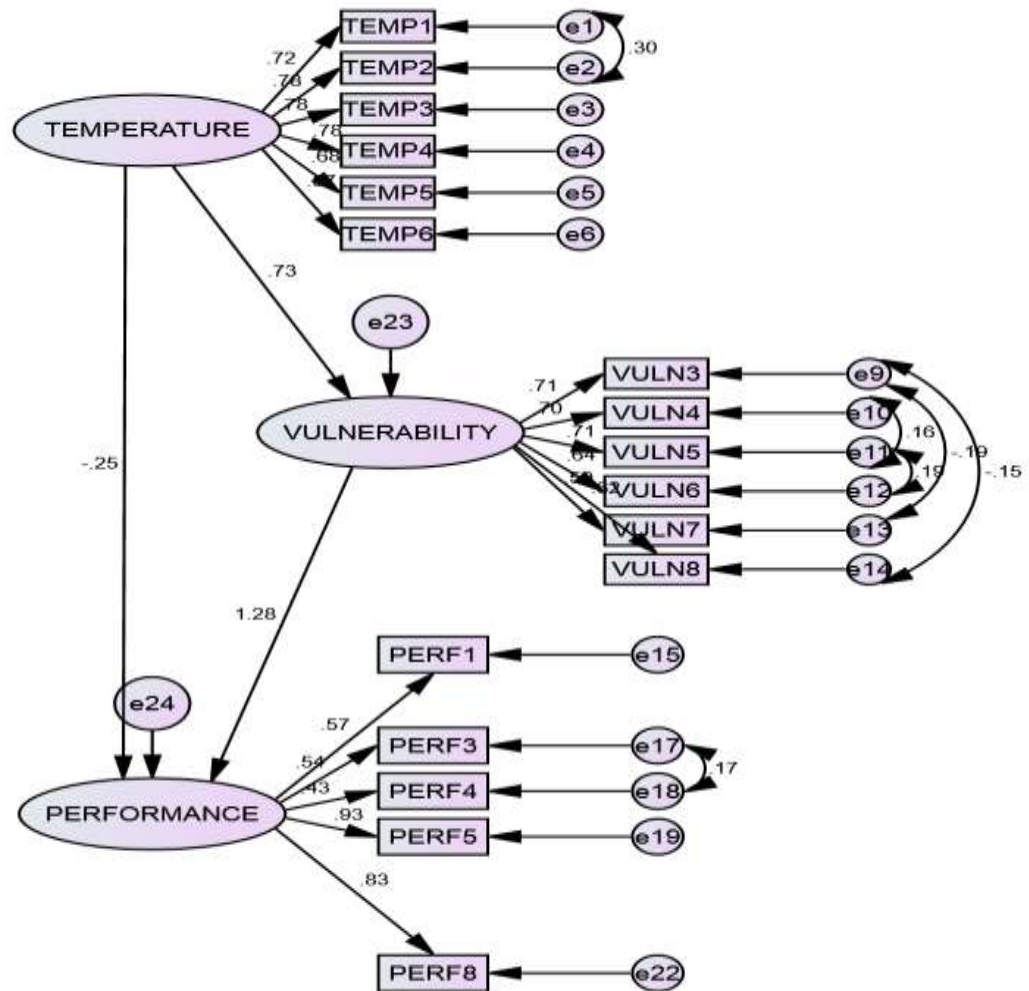 TEMP1
e1
.30
.72
TEMP2
e2
.78
TEMP3
e3
.78
TEMPERATURE
TEMP4
e4
.78
.68
TEMP5
e5
TEMP6
e6
.73
e23
VULN3
e9
.71
VULN4
e10
.70
.16
VULNERABILITY
VULN5
e11
.71
-.19
.64
-.15
.19
VULN6
e12
VULN7
e13
VULN8
e14
-.25
1.28
PERF1
e15
e24
.57
PERF3
e17
.54
.17
.43
PERF4
e18
PERFORMANCE
.93
PERF5
e19
.83
PERF8
e22